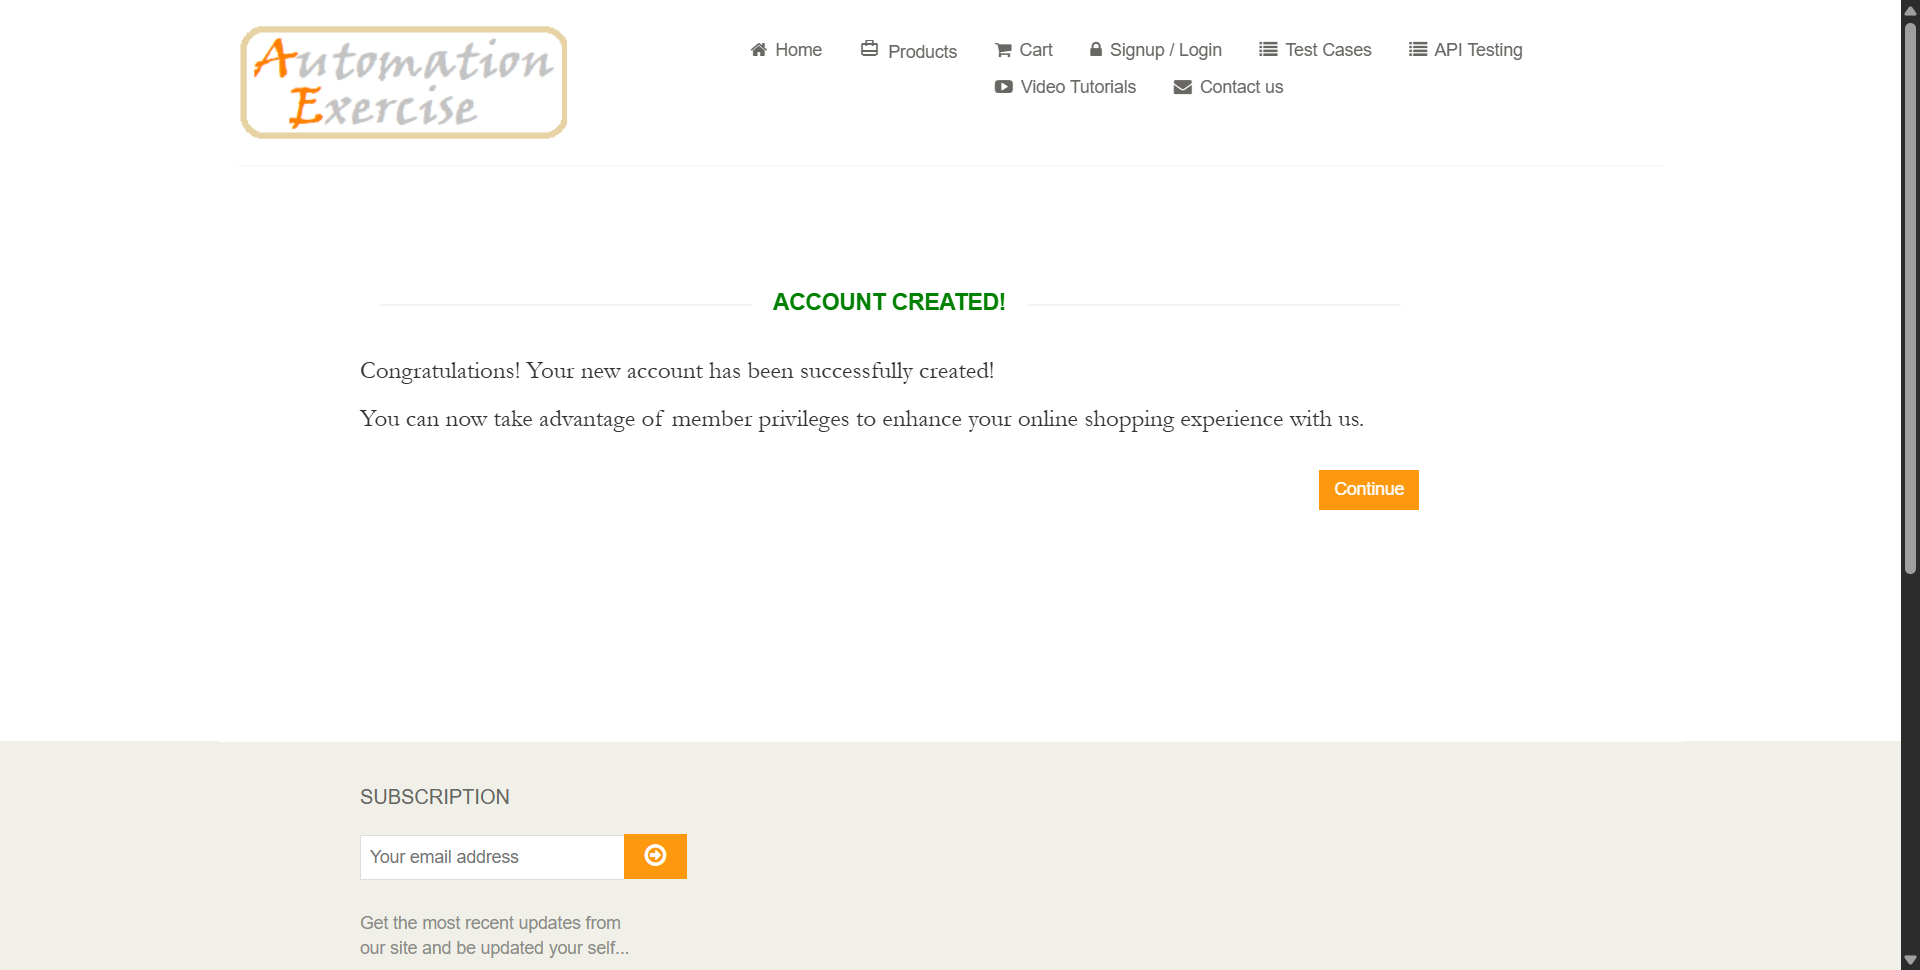 Automation
Exercise
Home
Products
Cart
Signup / Login
Test Cases
API Testing
Video Tutorials
Contact us
ACCOUNT CREATED!
Congratulations! Your new account has been successfully created!
You can now take advantage of member privileges to enhance your online shopping experience with us.
Continue
SUBSCRIPTION
Your email address
Get the most recent updates from
our site and be updated your self...